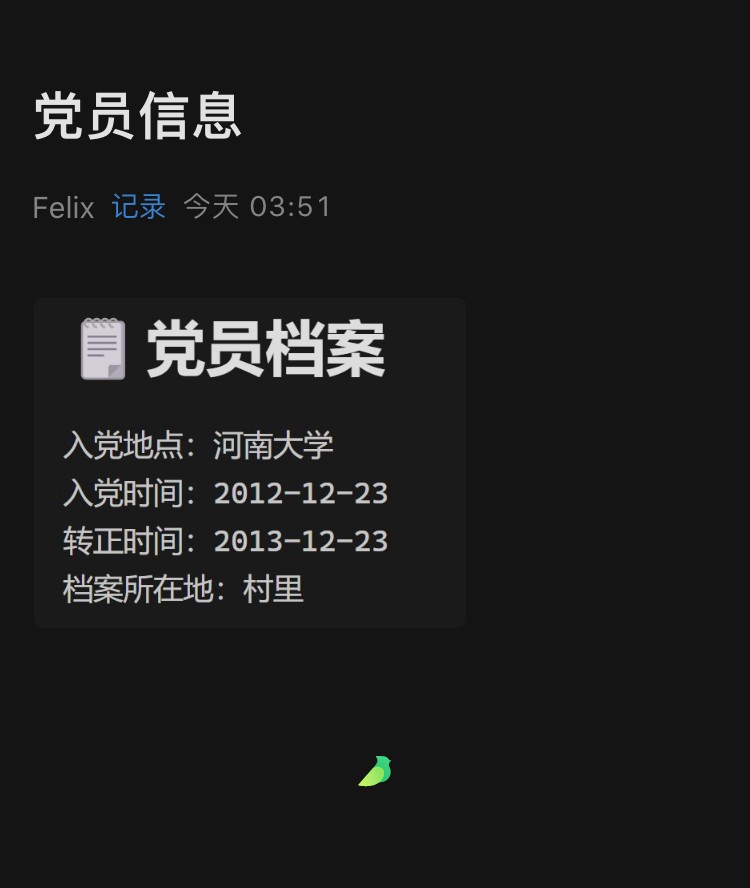 党员信息
Felix 记录 今天 03:51
党员档案
入党地点：河南大学
入党时间：2012-12-23
转正时间：2013-12-23
档案所在地：村里